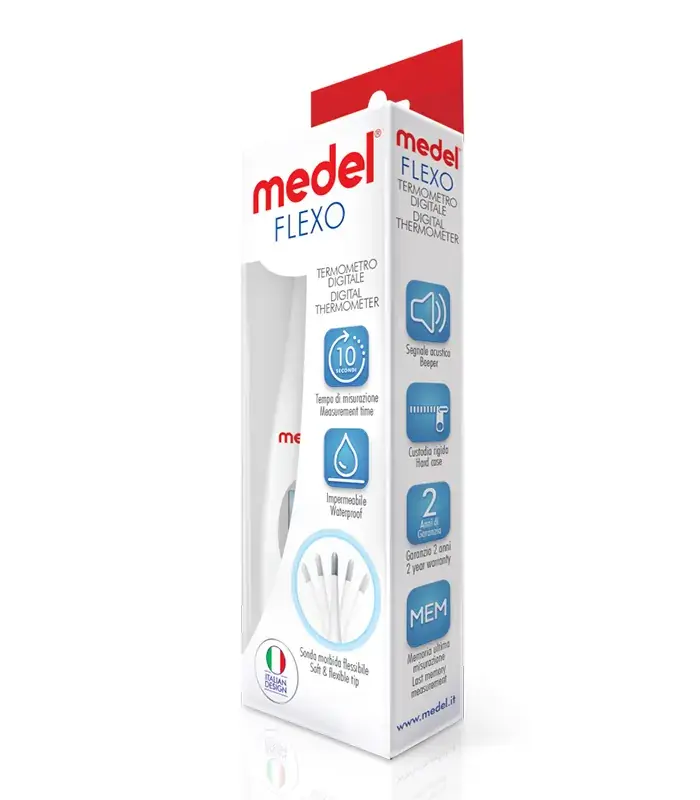 medel®
FLEXO
TERMOMETRO
DIGITALE
DIGITAL
THERMOMETER
10
SECONDI
Tempo di misurazione
Measurement time
Impermeabile
Waterproof
Sonda morbida flessibile
Soft & flexible tip
ITALIAN
DESIGN
me
medel®
FLEXO
TERMOMETRO
DIGITALE
DIGITAL
THERMOMETER
Segnale acustico
Beeper
Custodia rigida
Hard case
2
Anni di
Garanzia
Garanzia 2 anni
2 year warranty
MEM
Memoria ultima
misurazione
Last memory
measurement
www.medel.it